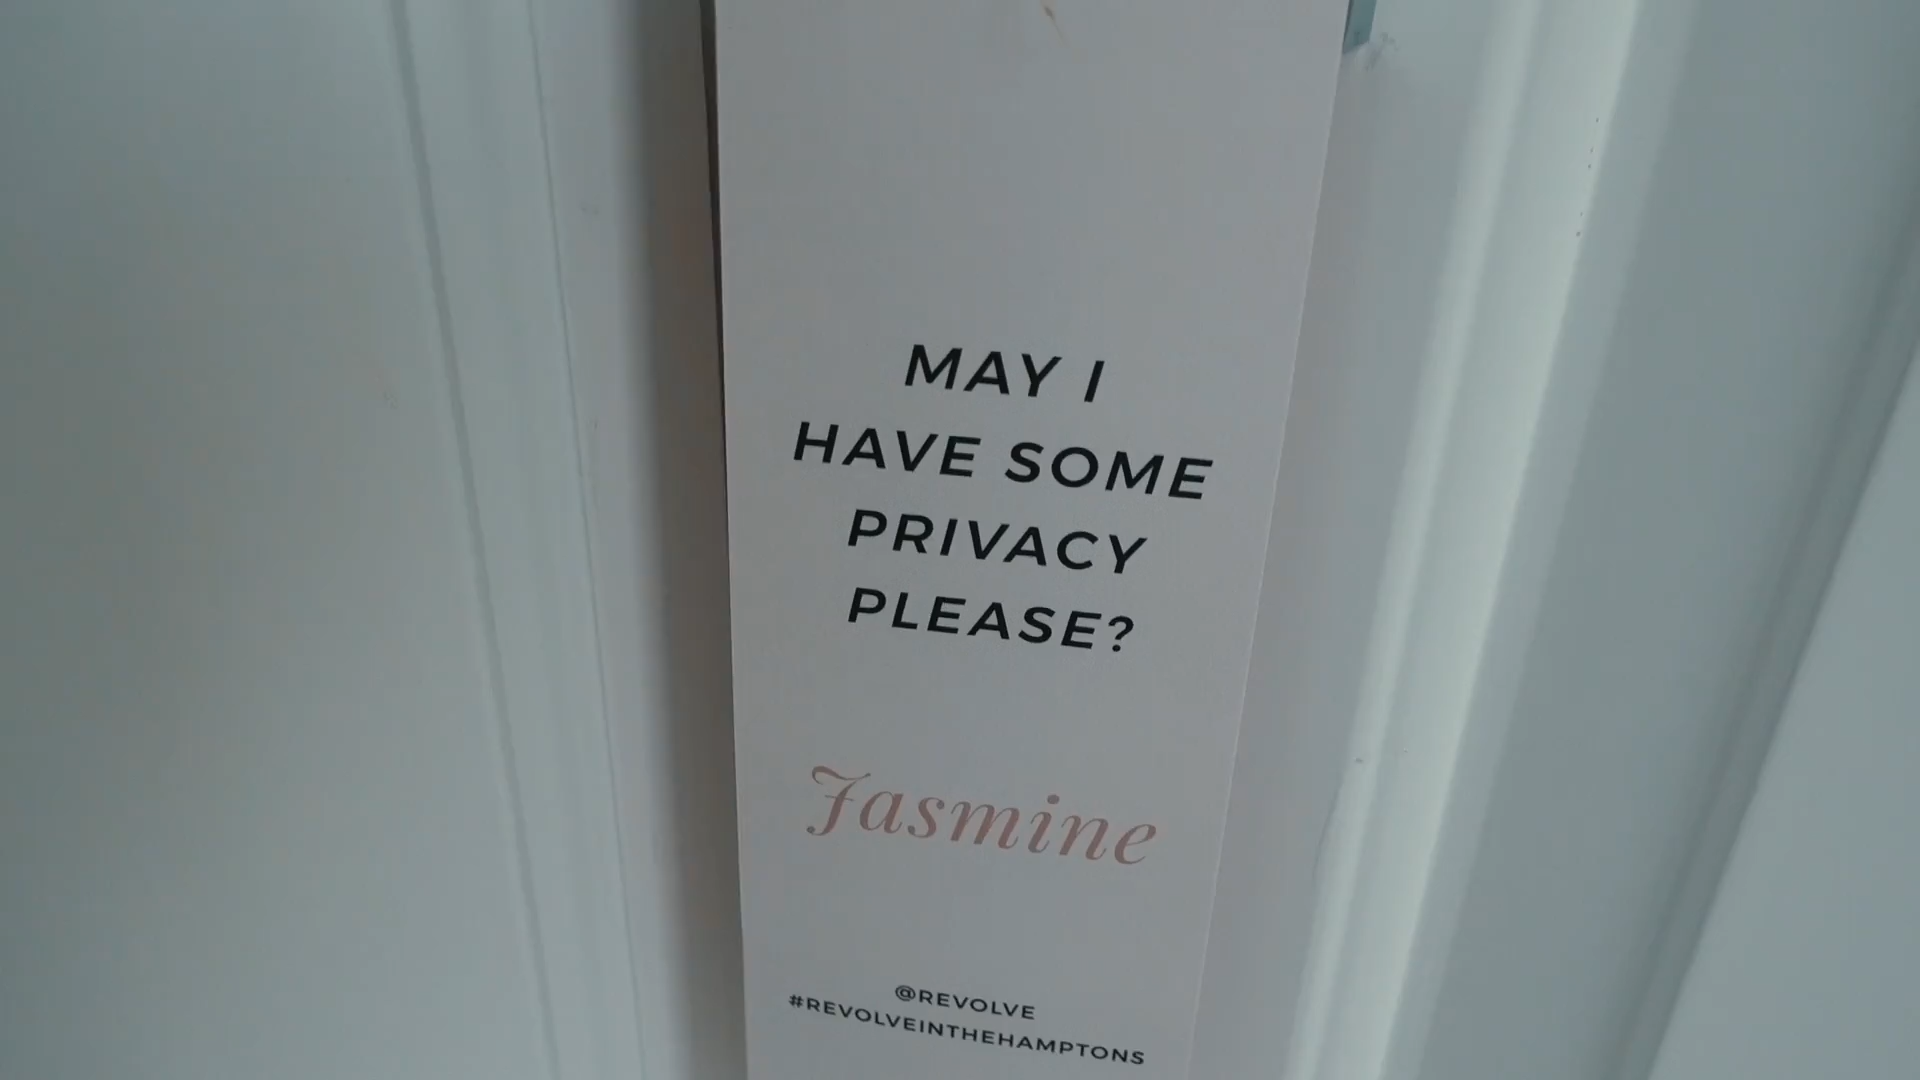 MAY I
HAVE SOME
PRIVACY
PLEASE?
Jasmine
@REVOLVE
#REVOLVEINTHEHAMPTONS